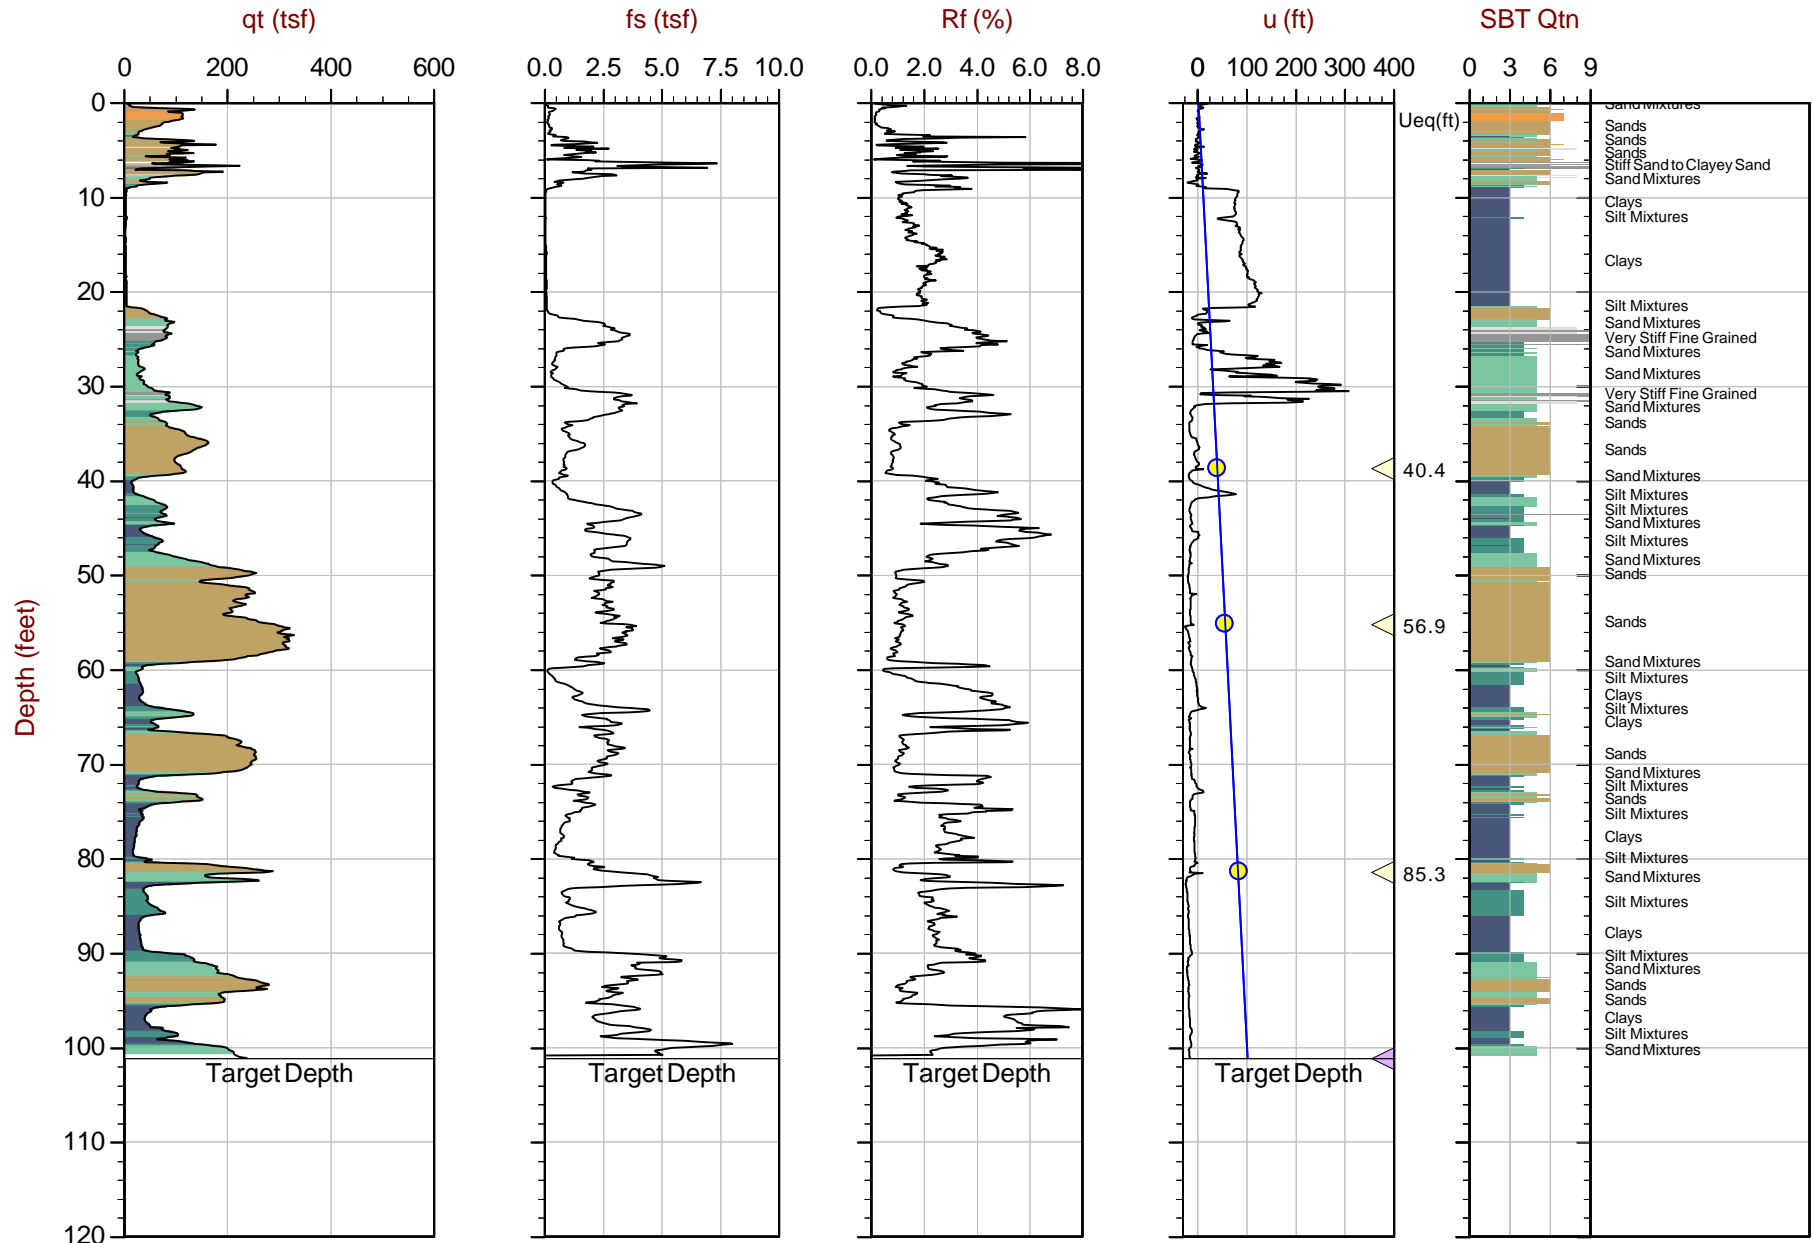 qt (tsf) fs (tsf) Rf (%) u (ft) SBT Qtn
0 200 400 600 0.0 2.5 5.0 7.5 10.0 0.0 2.0 4.0 6.0 8.0 0 100 200 300 400 0 3 6 9
0
Sand Mixtures
Ueq(ft)
Sands
Sands
Sands
Stiff Sand to Clayey Sand
Sand Mixtures
10
Clays
Silt Mixtures
Clays
20
Silt Mixtures
Sand Mixtures
Very Stiff Fine Grained
Sand Mixtures
Sand Mixtures
30
Very Stiff Fine Grained
Sand Mixtures
Sands
Sands
40.4
Sand Mixtures
40
Silt Mixtures
Silt Mixtures
Sand Mixtures
Silt Mixtures
Sand Mixtures
50
Sands
Sands
56.9
Depth (feet)
Sand Mixtures
60
Silt Mixtures
Clays
Silt Mixtures
Clays
Sands
70
Sand Mixtures
Silt Mixtures
Sands
Silt Mixtures
Clays
80
Silt Mixtures
85.3
Sand Mixtures
Silt Mixtures
Clays
90
Silt Mixtures
Sand Mixtures
Sands
Sands
Clays
Silt Mixtures
100
Sand Mixtures
Target Depth Target Depth Target Depth Target Depth
110
120